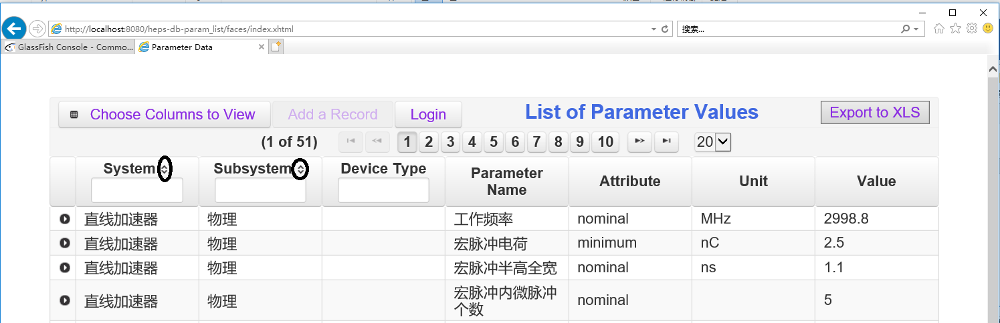 http://localhost:8080/heps-db-param_list/faces/index.xhtml
搜索...
GlassFish Console - Commo...
Parameter Data
Choose Columns to View
Add a Record
Login
List of Parameter Values
Export to XLS
(1 of 51) 1 2 3 4 5 6 7 8 9 10 20
System Subsystem Device Type Parameter Name Attribute Unit Value
直线加速器 物理 工作频率 nominal MHz 2998.8
直线加速器 物理 宏脉冲电荷 minimum nC 2.5
直线加速器 物理 宏脉冲半高全宽 nominal ns 1.1
直线加速器 物理 宏脉冲内微脉冲个数 nominal 5